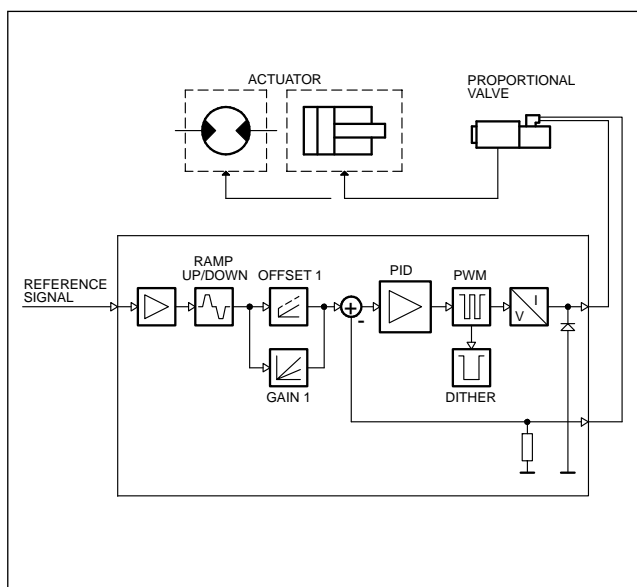 ACTUATOR
PROPORTIONAL
VALVE
REFERENCE
SIGNAL
RAMP
UP/DOWN
OFFSET 1
PID
PWM
I
V
-
GAIN 1
DITHER